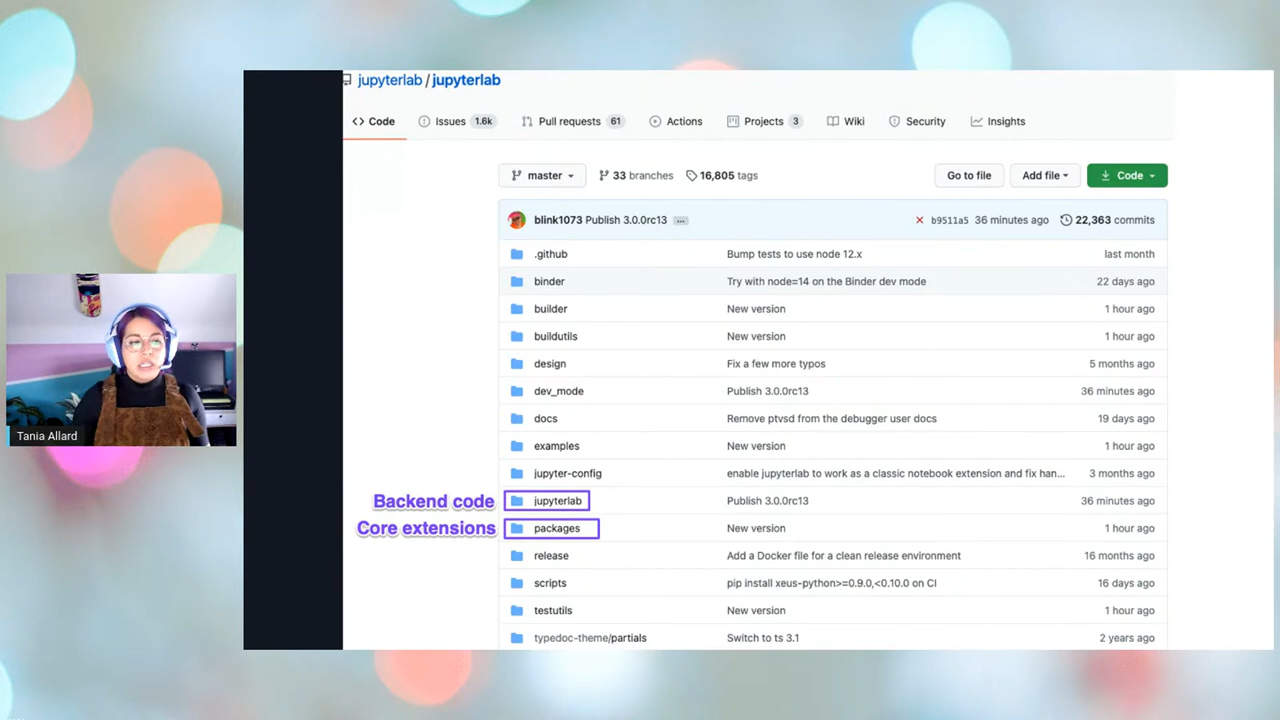 jupyterlab / jupyterlab
Code Issues 1.6k Pull requests 61 Actions Projects 3 Wiki Security Insights
master 33 branches 16,805 tags Go to file Add file Code
blink1073 Publish 3.0.0rc13 ... b9511a5 36 minutes ago 22,363 commits
.github Bump tests to use node 12.x last month
binder Try with node=14 on the Binder dev mode 22 days ago
builder New version 1 hour ago
buildutils New version 1 hour ago
design Fix a few more typos 5 months ago
dev_mode Publish 3.0.0rc13 36 minutes ago
docs Remove ptvsd from the debugger user docs 19 days ago
examples New version 1 hour ago
jupyter-config enable jupyterlab to work as a classic notebook extension and fix han... 3 months ago
Backend code jupyterlab Publish 3.0.0rc13 36 minutes ago
Core extensions packages New version 1 hour ago
release Add a Docker file for a clean release environment 16 months ago
scripts pip install xeus-python>=0.9.0,<0.10.0 on CI 16 days ago
testutils New version 1 hour ago
typedoc-theme/partials Switch to ts 3.1 2 years ago
Tania Allard